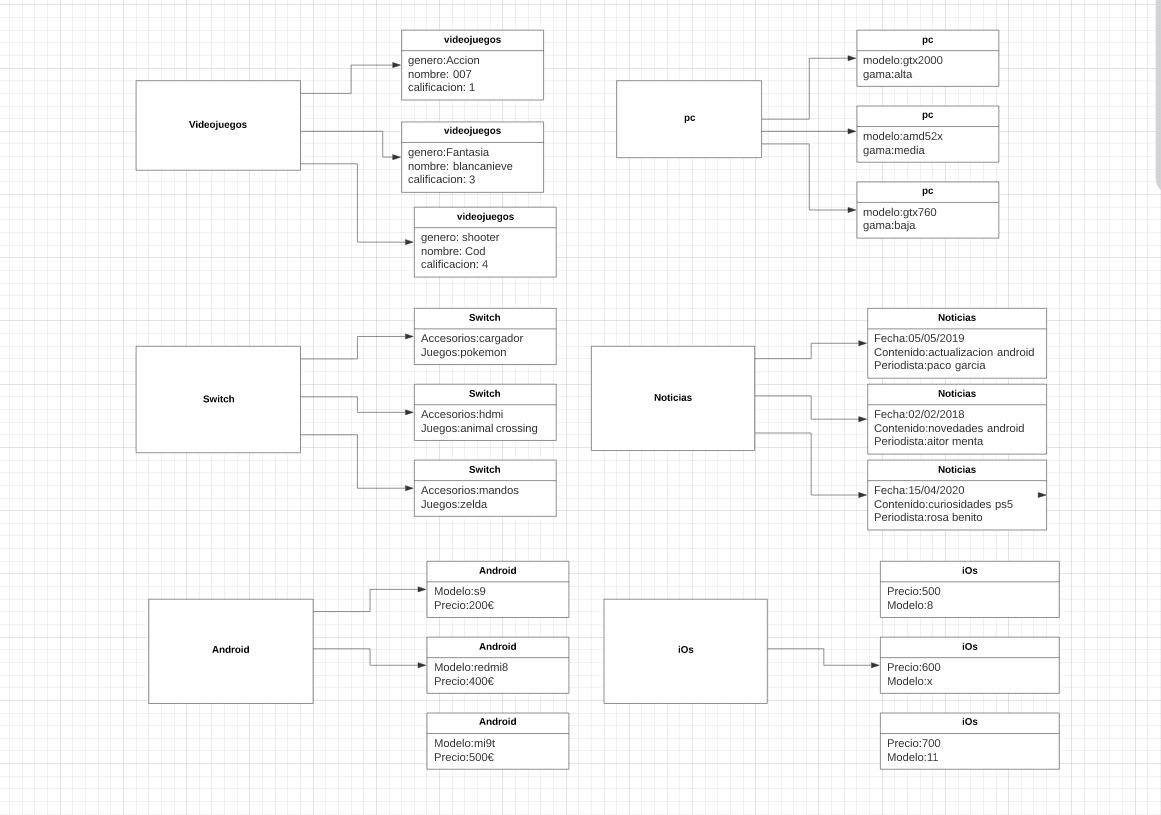 Videojuegos
videojuegos
genero:Accion
nombre: 007
calificacion: 1
videojuegos
genero:Fantasia
nombre: blancanieve
calificacion: 3
videojuegos
genero: shooter
nombre: Cod
calificacion: 4
pc
pc
modelo:gtx2000
gama:alta
pc
modelo:amd52x
gama:media
pc
modelo:gtx760
gama:baja
Switch
Switch
Accesorios:cargador
Juegos:pokemon
Switch
Accesorios:hdmi
Juegos:animal crossing
Switch
Accesorios:mandos
Juegos:zelda
Noticias
Noticias
Fecha:05/05/2019
Contenido:actualizacion android
Periodista:paco garcia
Noticias
Fecha:02/02/2018
Contenido:novedades android
Periodista:aitor menta
Noticias
Fecha:15/04/2020
Contenido:curiosidades ps5
Periodista:rosa benito
Android
Android
Modelo:s9
Precio:200€
Android
Modelo:redmi8
Precio:400€
Android
Modelo:mi9t
Precio:500€
iOs
iOs
Precio:500
Modelo:8
iOs
Precio:600
Modelo:x
iOs
Precio:700
Modelo:11